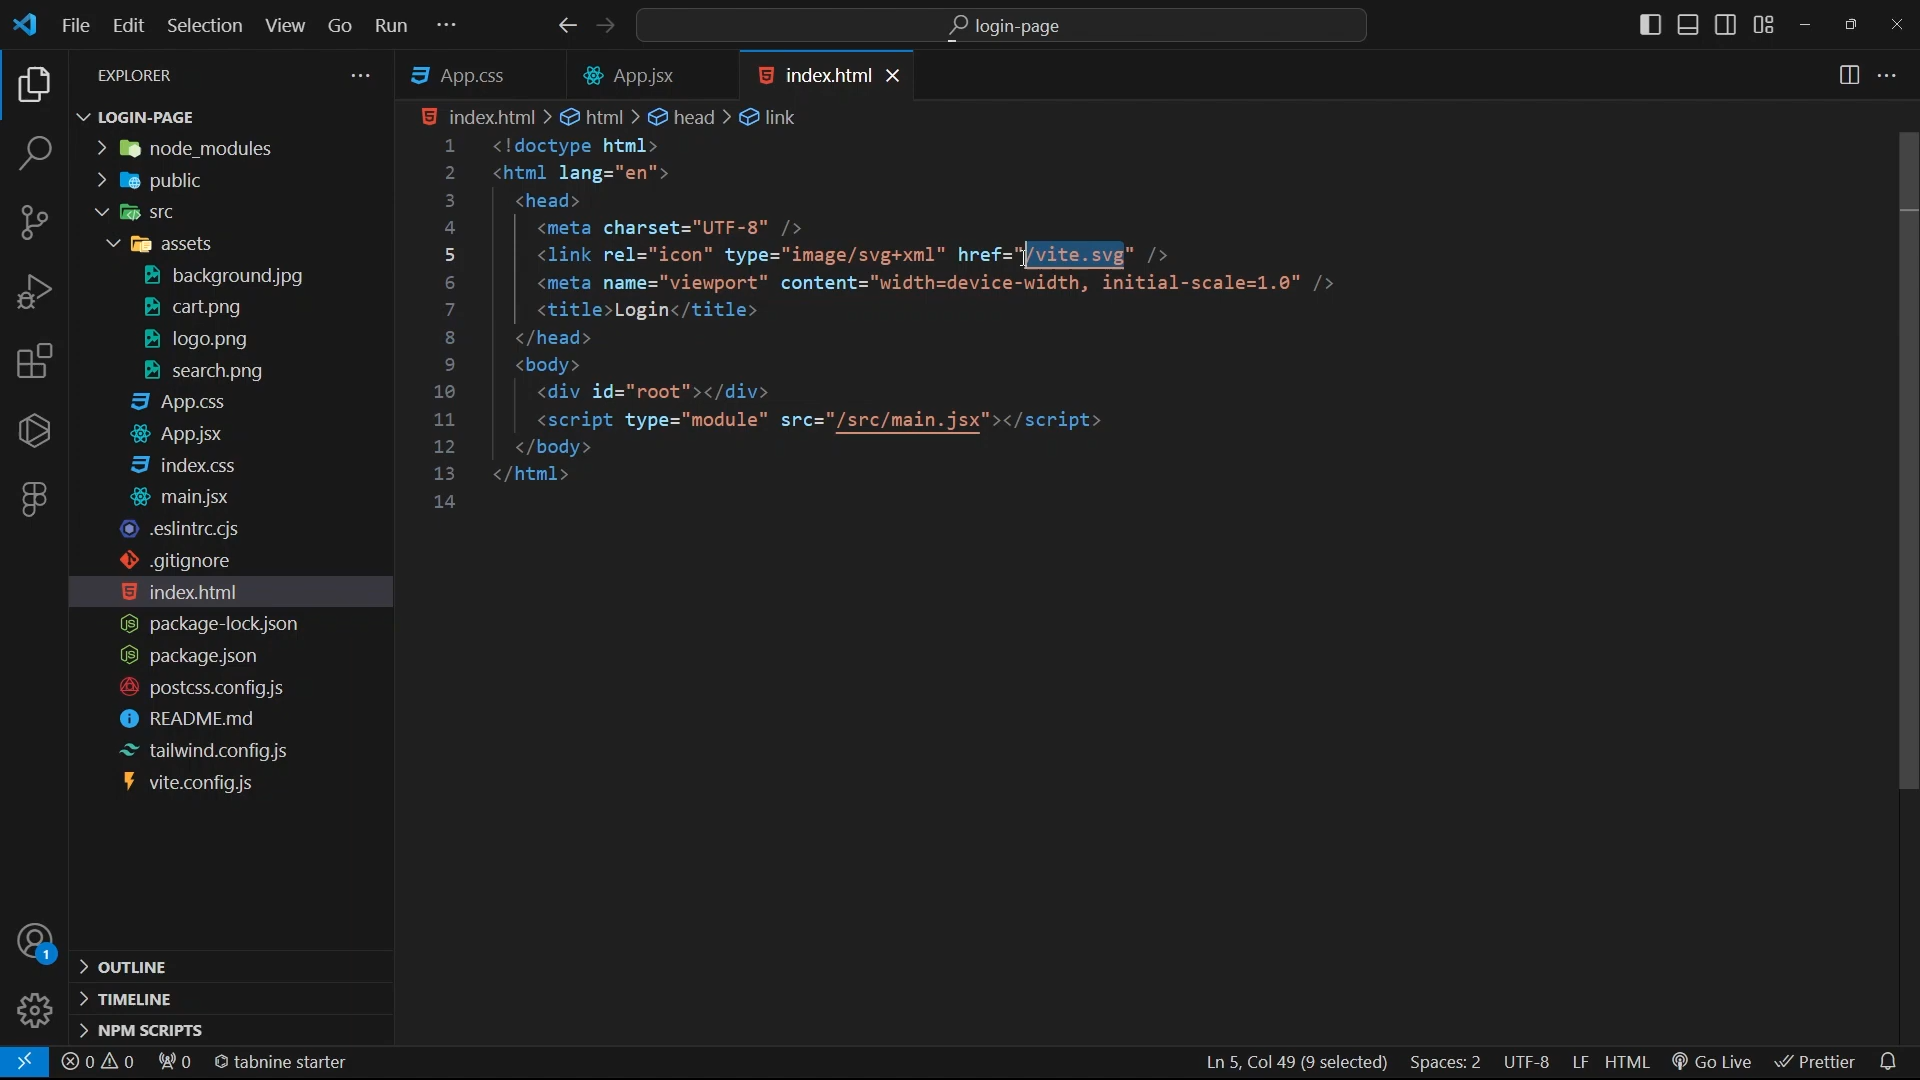 File Edit Selection View Go Run ··· login-page
EXPLORER ···
LOGIN-PAGE
node_modules
public
src
assets
background.jpg
cart.png
logo.png
search.png
App.css
App.jsx
index.css
main.jsx
.eslintrc.cjs
.gitignore
index.html
package-lock.json
package.json
postcss.config.js
README.md
tailwind.config.js
vite.config.js
OUTLINE
TIMELINE
NPM SCRIPTS
App.css App.jsx index.html
index.html > html > head > link
1 <!doctype html>
2 <html lang="en">
3 <head>
4 <meta charset="UTF-8" />
5 <link rel="icon" type="image/svg+xml" href="/vite.svg" />
6 <meta name="viewport" content="width=device-width, initial-scale=1.0" />
7 <title>Login</title>
8 </head>
9 <body>
10 <div id="root"></div>
11 <script type="module" src="/src/main.jsx"></script>
12 </body>
13 </html>
14
1
0 0 0 tabnine starter Ln 5, Col 49 (9 selected) Spaces: 2 UTF-8 LF HTML Go Live Prettier